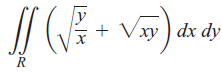 ∬_R (√(y/x) + √(xy)) dx dy